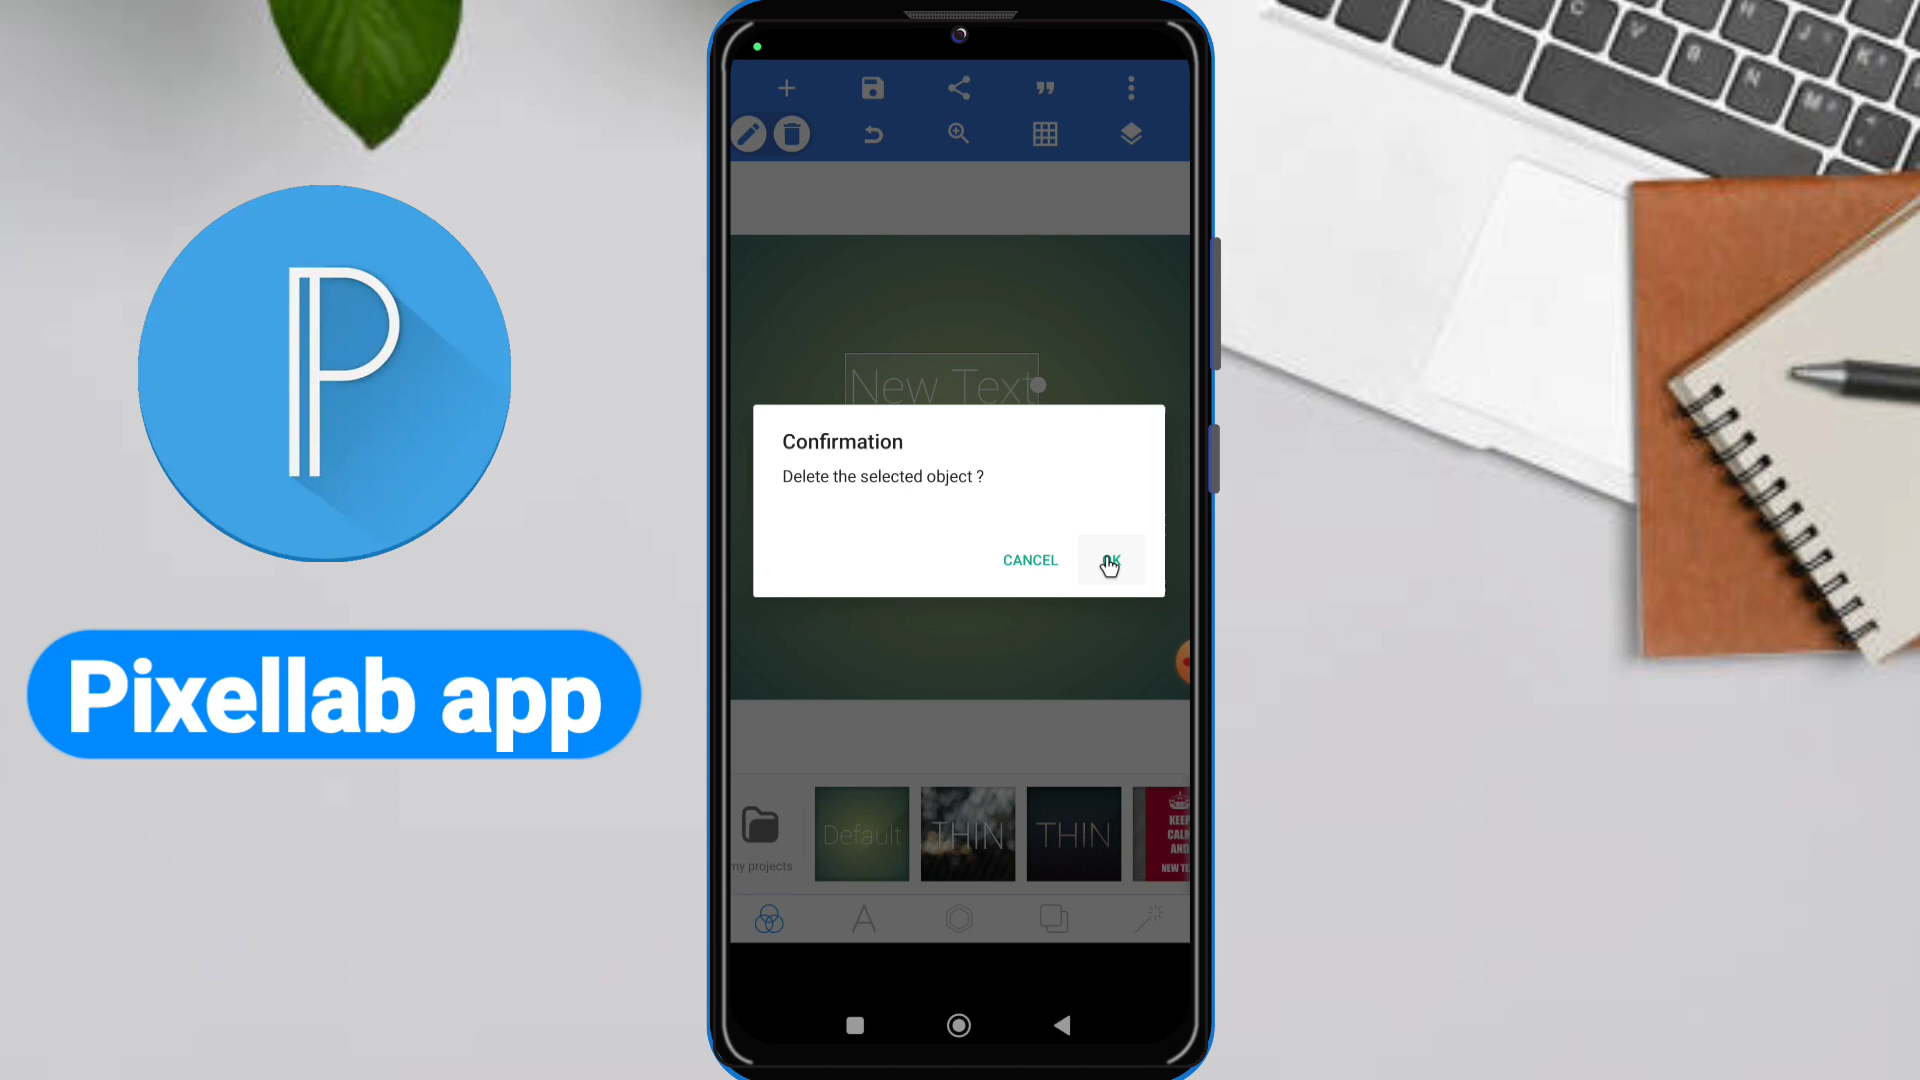 P
Pixellab app
New Text
Confirmation
Delete the selected object ?
CANCEL
my projects
Default
THIN
THIN
KEEP
CALM
AND
NEW TE